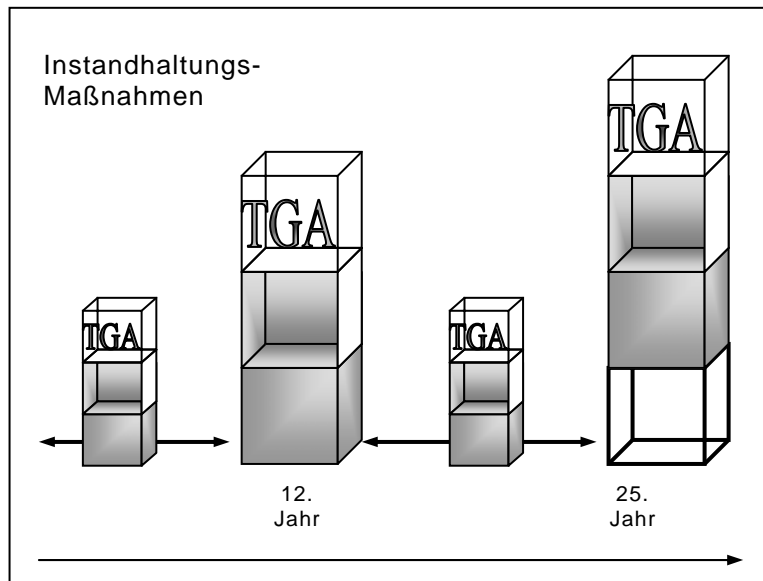 Instandhaltungs-
Maßnahmen
TGA
TGA
TGA
TGA
12.
Jahr
25.
Jahr